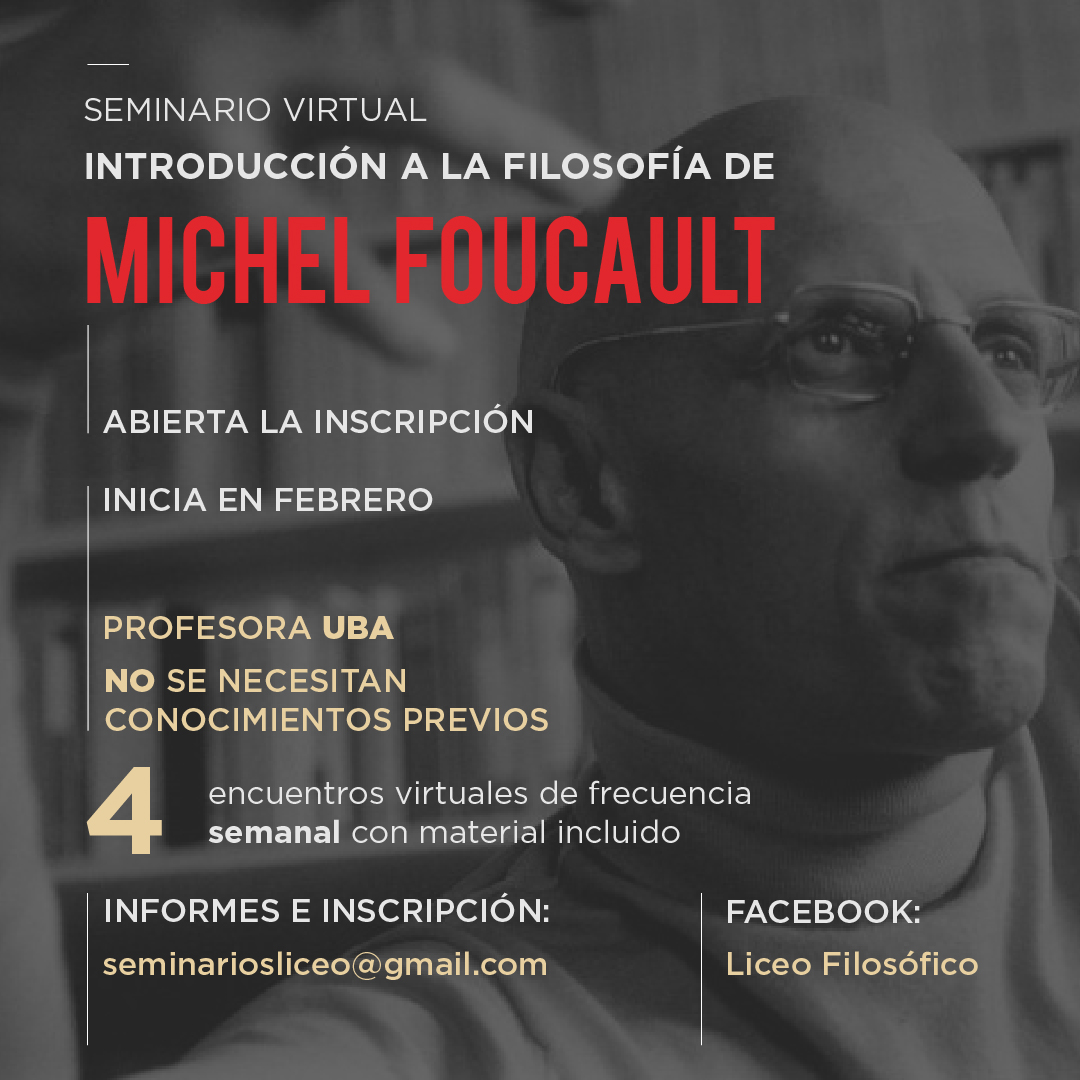 SEMINARIO VIRTUAL
INTRODUCCIÓN A LA FILOSOFÍA DE
MICHEL FOUCAULT
ABIERTA LA INSCRIPCIÓN
INICIA EN FEBRERO
PROFESORA UBA
NO SE NECESITAN
CONOCIMIENTOS PREVIOS
4
encuentros virtuales de frecuencia
semanal con material incluido
INFORMES E INSCRIPCIÓN:
seminariosliceo@gmail.com
FACEBOOK:
Liceo Filosófico